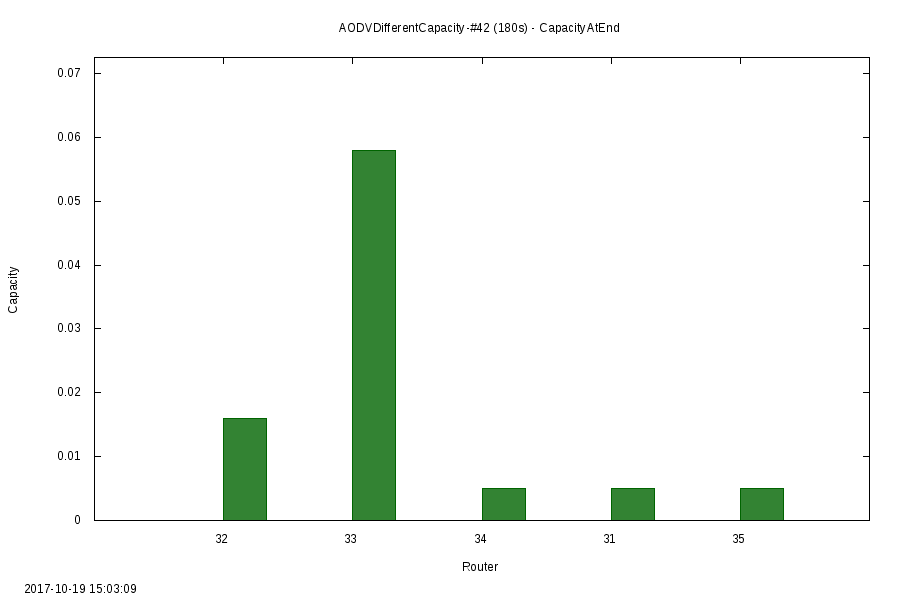 AODVDifferentCapacity-#42 (180s) - CapacityAtEnd
0.07
0.06
0.05
0.04
0.03
0.02
0.01
0
Capacity
32 33 34 31 35
Router
2017-10-19 15:03:09